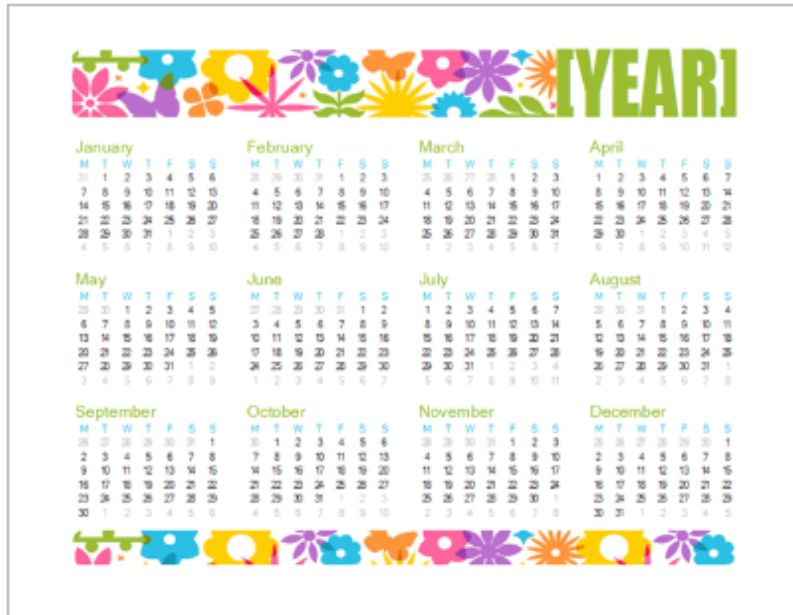 [YEAR]
January
M T W T F S S
31 1 2 3 4 5 6
7 8 9 10 11 12 13
14 15 16 17 18 19 20
21 22 23 24 25 26 27
28 29 30 31 1 2 3
4 5 6 7 8 9 10
February
M T W T F S S
28 29 30 31 1 2 3
4 5 6 7 8 9 10
11 12 13 14 15 16 17
18 19 20 21 22 23 24
25 26 27 28 1 2 3
4 5 6 7 8 9 10
March
M T W T F S S
25 26 27 28 1 2 3
4 5 6 7 8 9 10
11 12 13 14 15 16 17
18 19 20 21 22 23 24
25 26 27 28 29 30 31
1 2 3 4 5 6 7
April
M T W T F S S
1 2 3 4 5 6 7
8 9 10 11 12 13 14
15 16 17 18 19 20 21
22 23 24 25 26 27 28
29 30 1 2 3 4 5
6 7 8 9 10 11 12
May
M T W T F S S
29 30 1 2 3 4 5
6 7 8 9 10 11 12
13 14 15 16 17 18 19
20 21 22 23 24 25 26
27 28 29 30 31 1 2
3 4 5 6 7 8 9
June
M T W T F S S
27 28 29 30 31 1 2
3 4 5 6 7 8 9
10 11 12 13 14 15 16
17 18 19 20 21 22 23
24 25 26 27 28 29 30
1 2 3 4 5 6 7
July
M T W T F S S
1 2 3 4 5 6 7
8 9 10 11 12 13 14
15 16 17 18 19 20 21
22 23 24 25 26 27 28
29 30 31 1 2 3 4
5 6 7 8 9 10 11
August
M T W T F S S
29 30 31 1 2 3 4
5 6 7 8 9 10 11
12 13 14 15 16 17 18
19 20 21 22 23 24 25
26 27 28 29 30 31 1
2 3 4 5 6 7 8
September
M T W T F S S
26 27 28 29 30 31 1
2 3 4 5 6 7 8
9 10 11 12 13 14 15
16 17 18 19 20 21 22
23 24 25 26 27 28 29
30 1 2 3 4 5 6
October
M T W T F S S
30 1 2 3 4 5 6
7 8 9 10 11 12 13
14 15 16 17 18 19 20
21 22 23 24 25 26 27
28 29 30 31 1 2 3
4 5 6 7 8 9 10
November
M T W T F S S
28 29 30 31 1 2 3
4 5 6 7 8 9 10
11 12 13 14 15 16 17
18 19 20 21 22 23 24
25 26 27 28 29 30 1
2 3 4 5 6 7 8
December
M T W T F S S
25 26 27 28 29 30 1
2 3 4 5 6 7 8
9 10 11 12 13 14 15
16 17 18 19 20 21 22
23 24 25 26 27 28 29
30 31 1 2 3 4 5